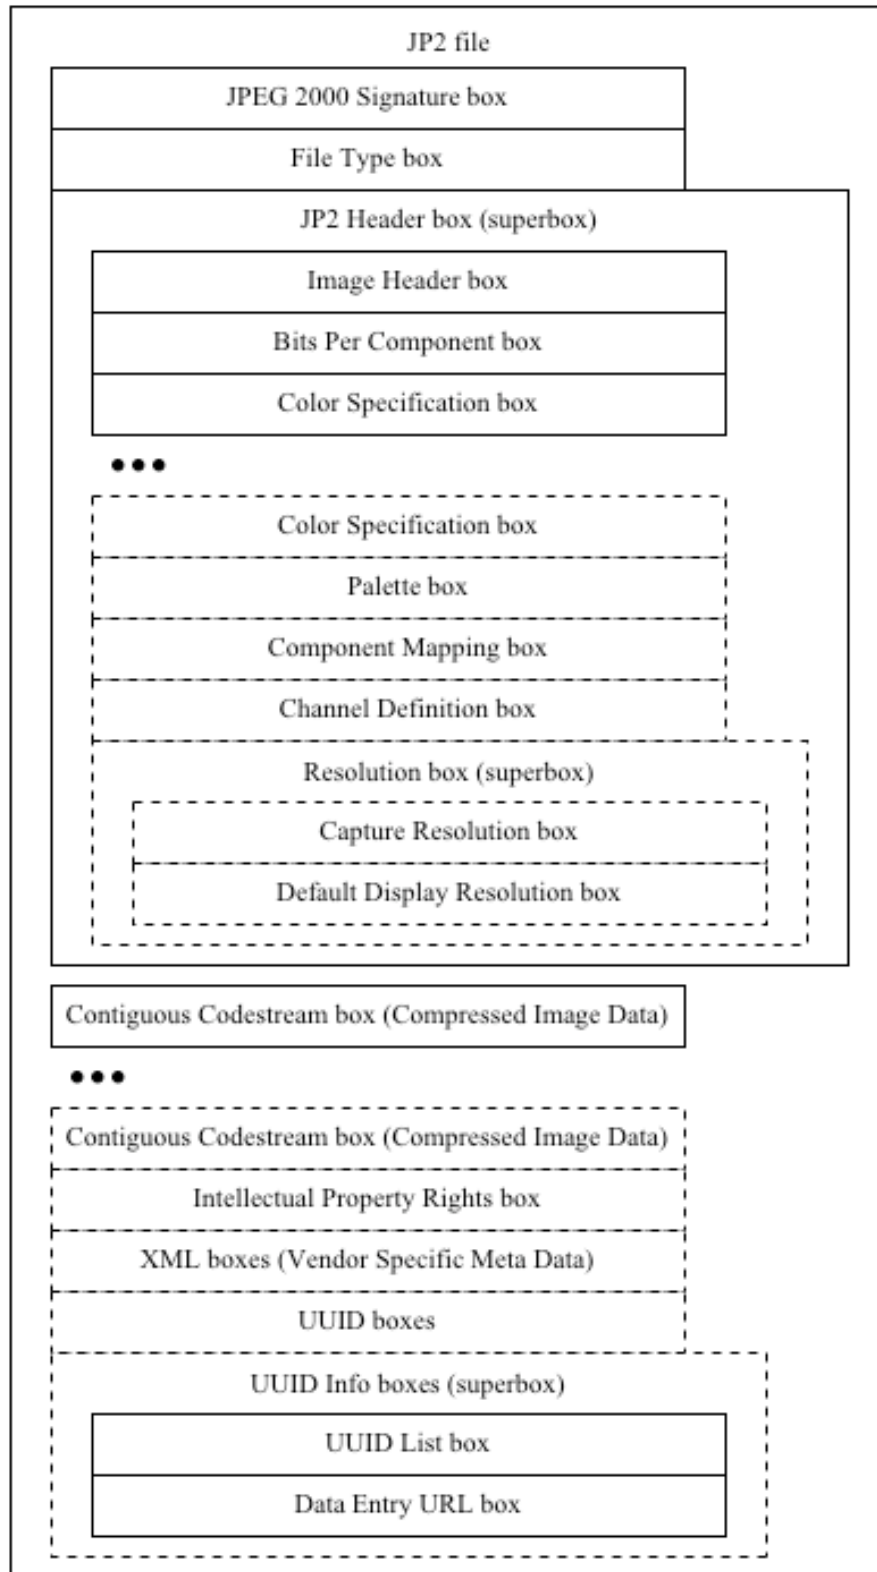 JP2 file
JPEG 2000 Signature box
File Type box
JP2 Header box (superbox)
Image Header box
Bits Per Component box
Color Specification box
•••
Color Specification box
Palette box
Component Mapping box
Channel Definition box
Resolution box (superbox)
Capture Resolution box
Default Display Resolution box
Contiguous Codestream box (Compressed Image Data)
•••
Contiguous Codestream box (Compressed Image Data)
Intellectual Property Rights box
XML boxes (Vendor Specific Meta Data)
UUID boxes
UUID Info boxes (superbox)
UUID List box
Data Entry URL box